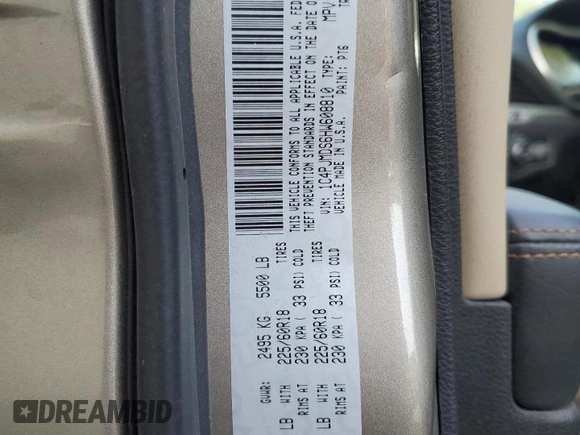 GVWR: 2495 KG 5500 LB
LB WITH 225/60R18 TIRES
RIMS AT 230 KPA ( 33 PSI) COLD
LB WITH 225/60R18 TIRES
RIMS AT 230 KPA ( 33 PSI) COLD
THIS VEHICLE CONFORMS TO ALL APPLICABLE U.S.A. FED
THEFT PREVENTION STANDARDS IN EFFECT ON THE DATE O
VIN: 1C4PJMDS6HW608810 TYPE: MPV
VEHICLE MADE IN U.S.A. PAINT: PTG TR
DREAMBID